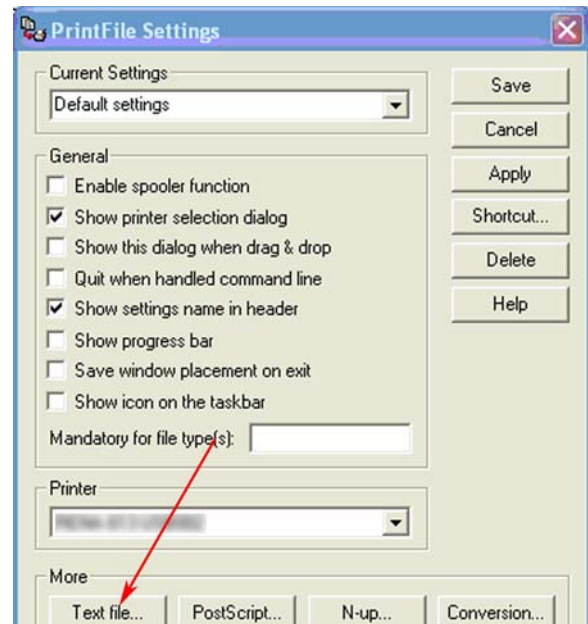 PrintFile Settings
Current Settings
Default settings
Save
Cancel
General
Enable spooler function
Show printer selection dialog
Show this dialog when drag & drop
Quit when handled command line
Show settings name in header
Show progress bar
Save window placement on exit
Show icon on the taskbar
Mandatory for file type(s):
Apply
Shortcut...
Delete
Help
Printer
More
Text file...
PostScript...
N-up...
Conversion...